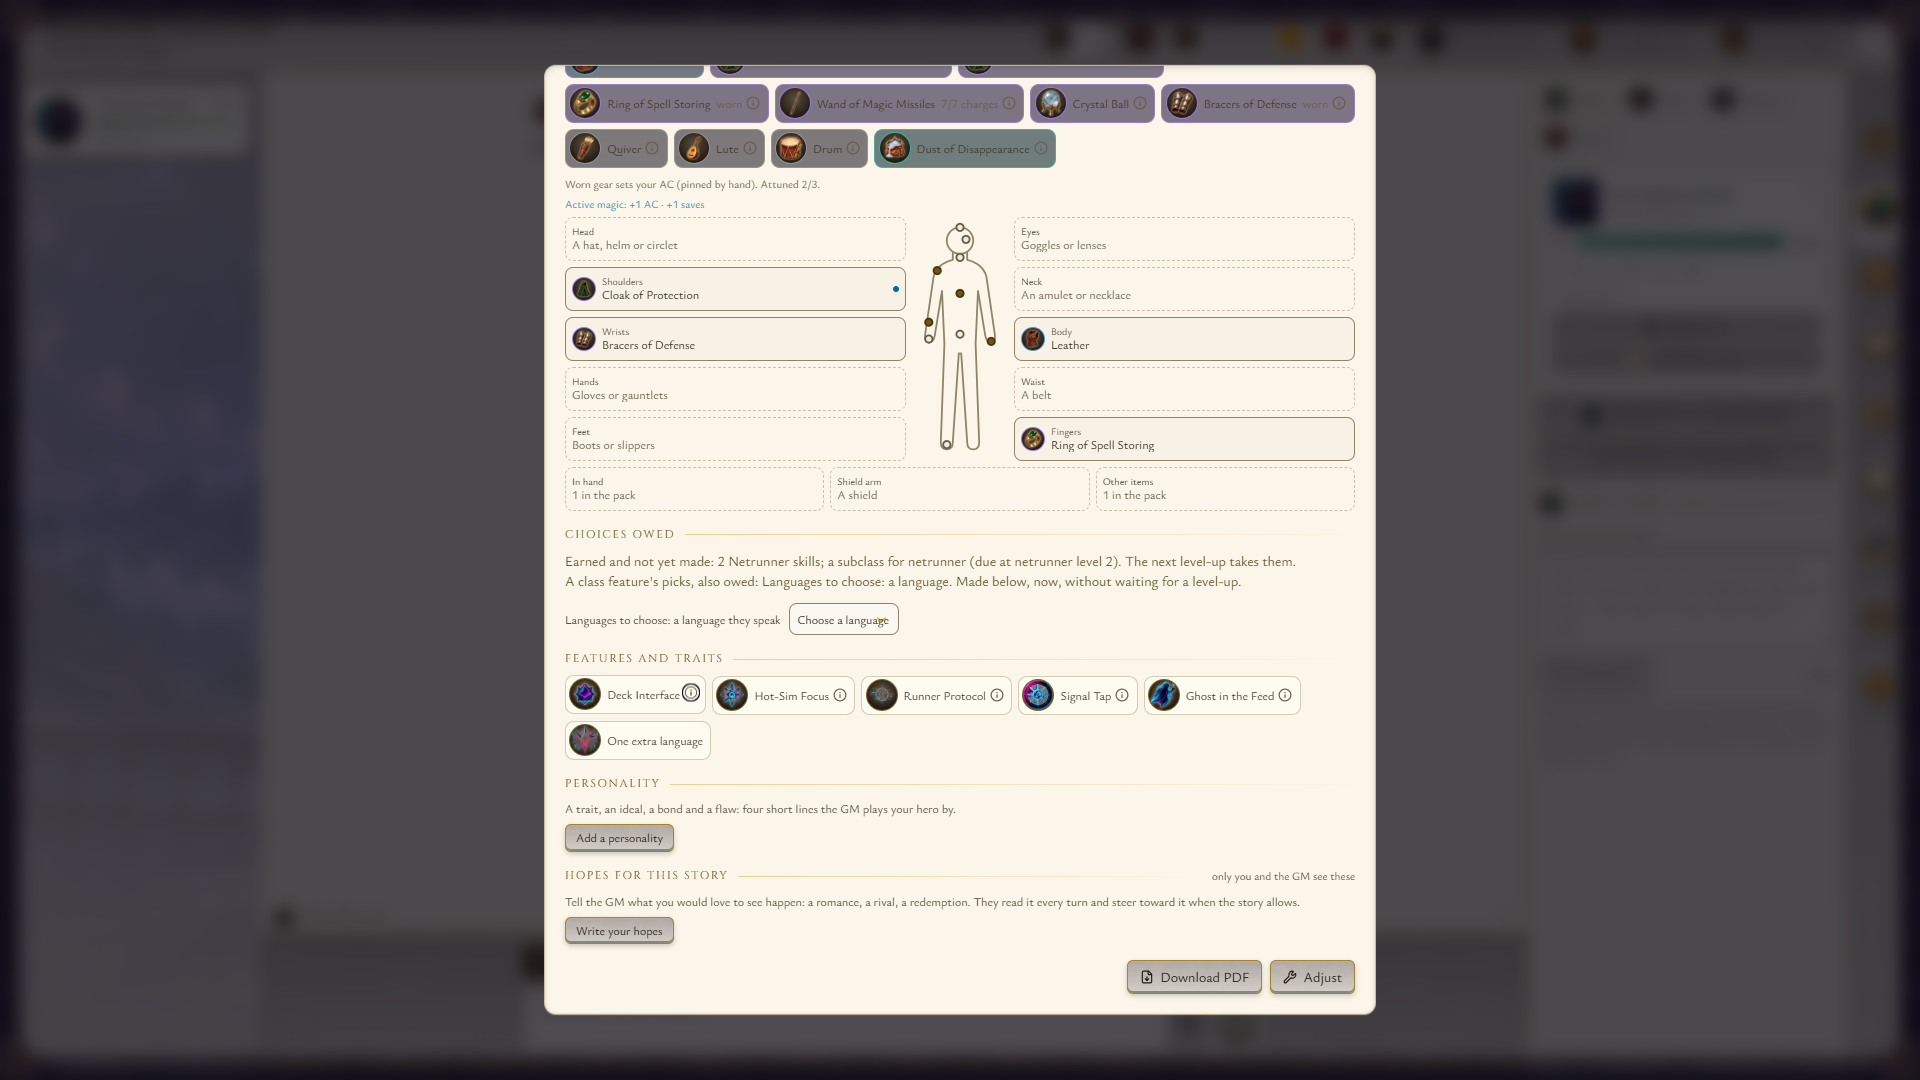 Ring of Spell Storing worn
Wand of Magic Missiles 7/7 charges
Crystal Ball
Bracers of Defense worn
Quiver
Lute
Drum
Dust of Disappearance
Worn gear sets your AC (pinned by hand). Attuned 2/3.
Active magic: +1 AC · +1 saves
Head
A hat, helm or circlet
Eyes
Goggles or lenses
Shoulders
Cloak of Protection
Neck
An amulet or necklace
Wrists
Bracers of Defense
Body
Leather
Hands
Gloves or gauntlets
Waist
A belt
Feet
Boots or slippers
Fingers
Ring of Spell Storing
In hand
1 in the pack
Shield arm
A shield
Other items
1 in the pack
CHOICES OWED
Earned and not yet made: 2 Netrunner skills; a subclass for netrunner (due at netrunner level 2). The next level-up takes them.
A class feature's picks, also owed: Languages to choose: a language. Made below, now, without waiting for a level-up.
Languages to choose: a language they speak
Choose a language
FEATURES AND TRAITS
Deck Interface
Hot-Sim Focus
Runner Protocol
Signal Tap
Ghost in the Feed
One extra language
PERSONALITY
A trait, an ideal, a bond and a flaw: four short lines the GM plays your hero by.
Add a personality
HOPES FOR THIS STORY
only you and the GM see these
Tell the GM what you would love to see happen: a romance, a rival, a redemption. They read it every turn and steer toward it when the story allows.
Write your hopes
Download PDF
Adjust